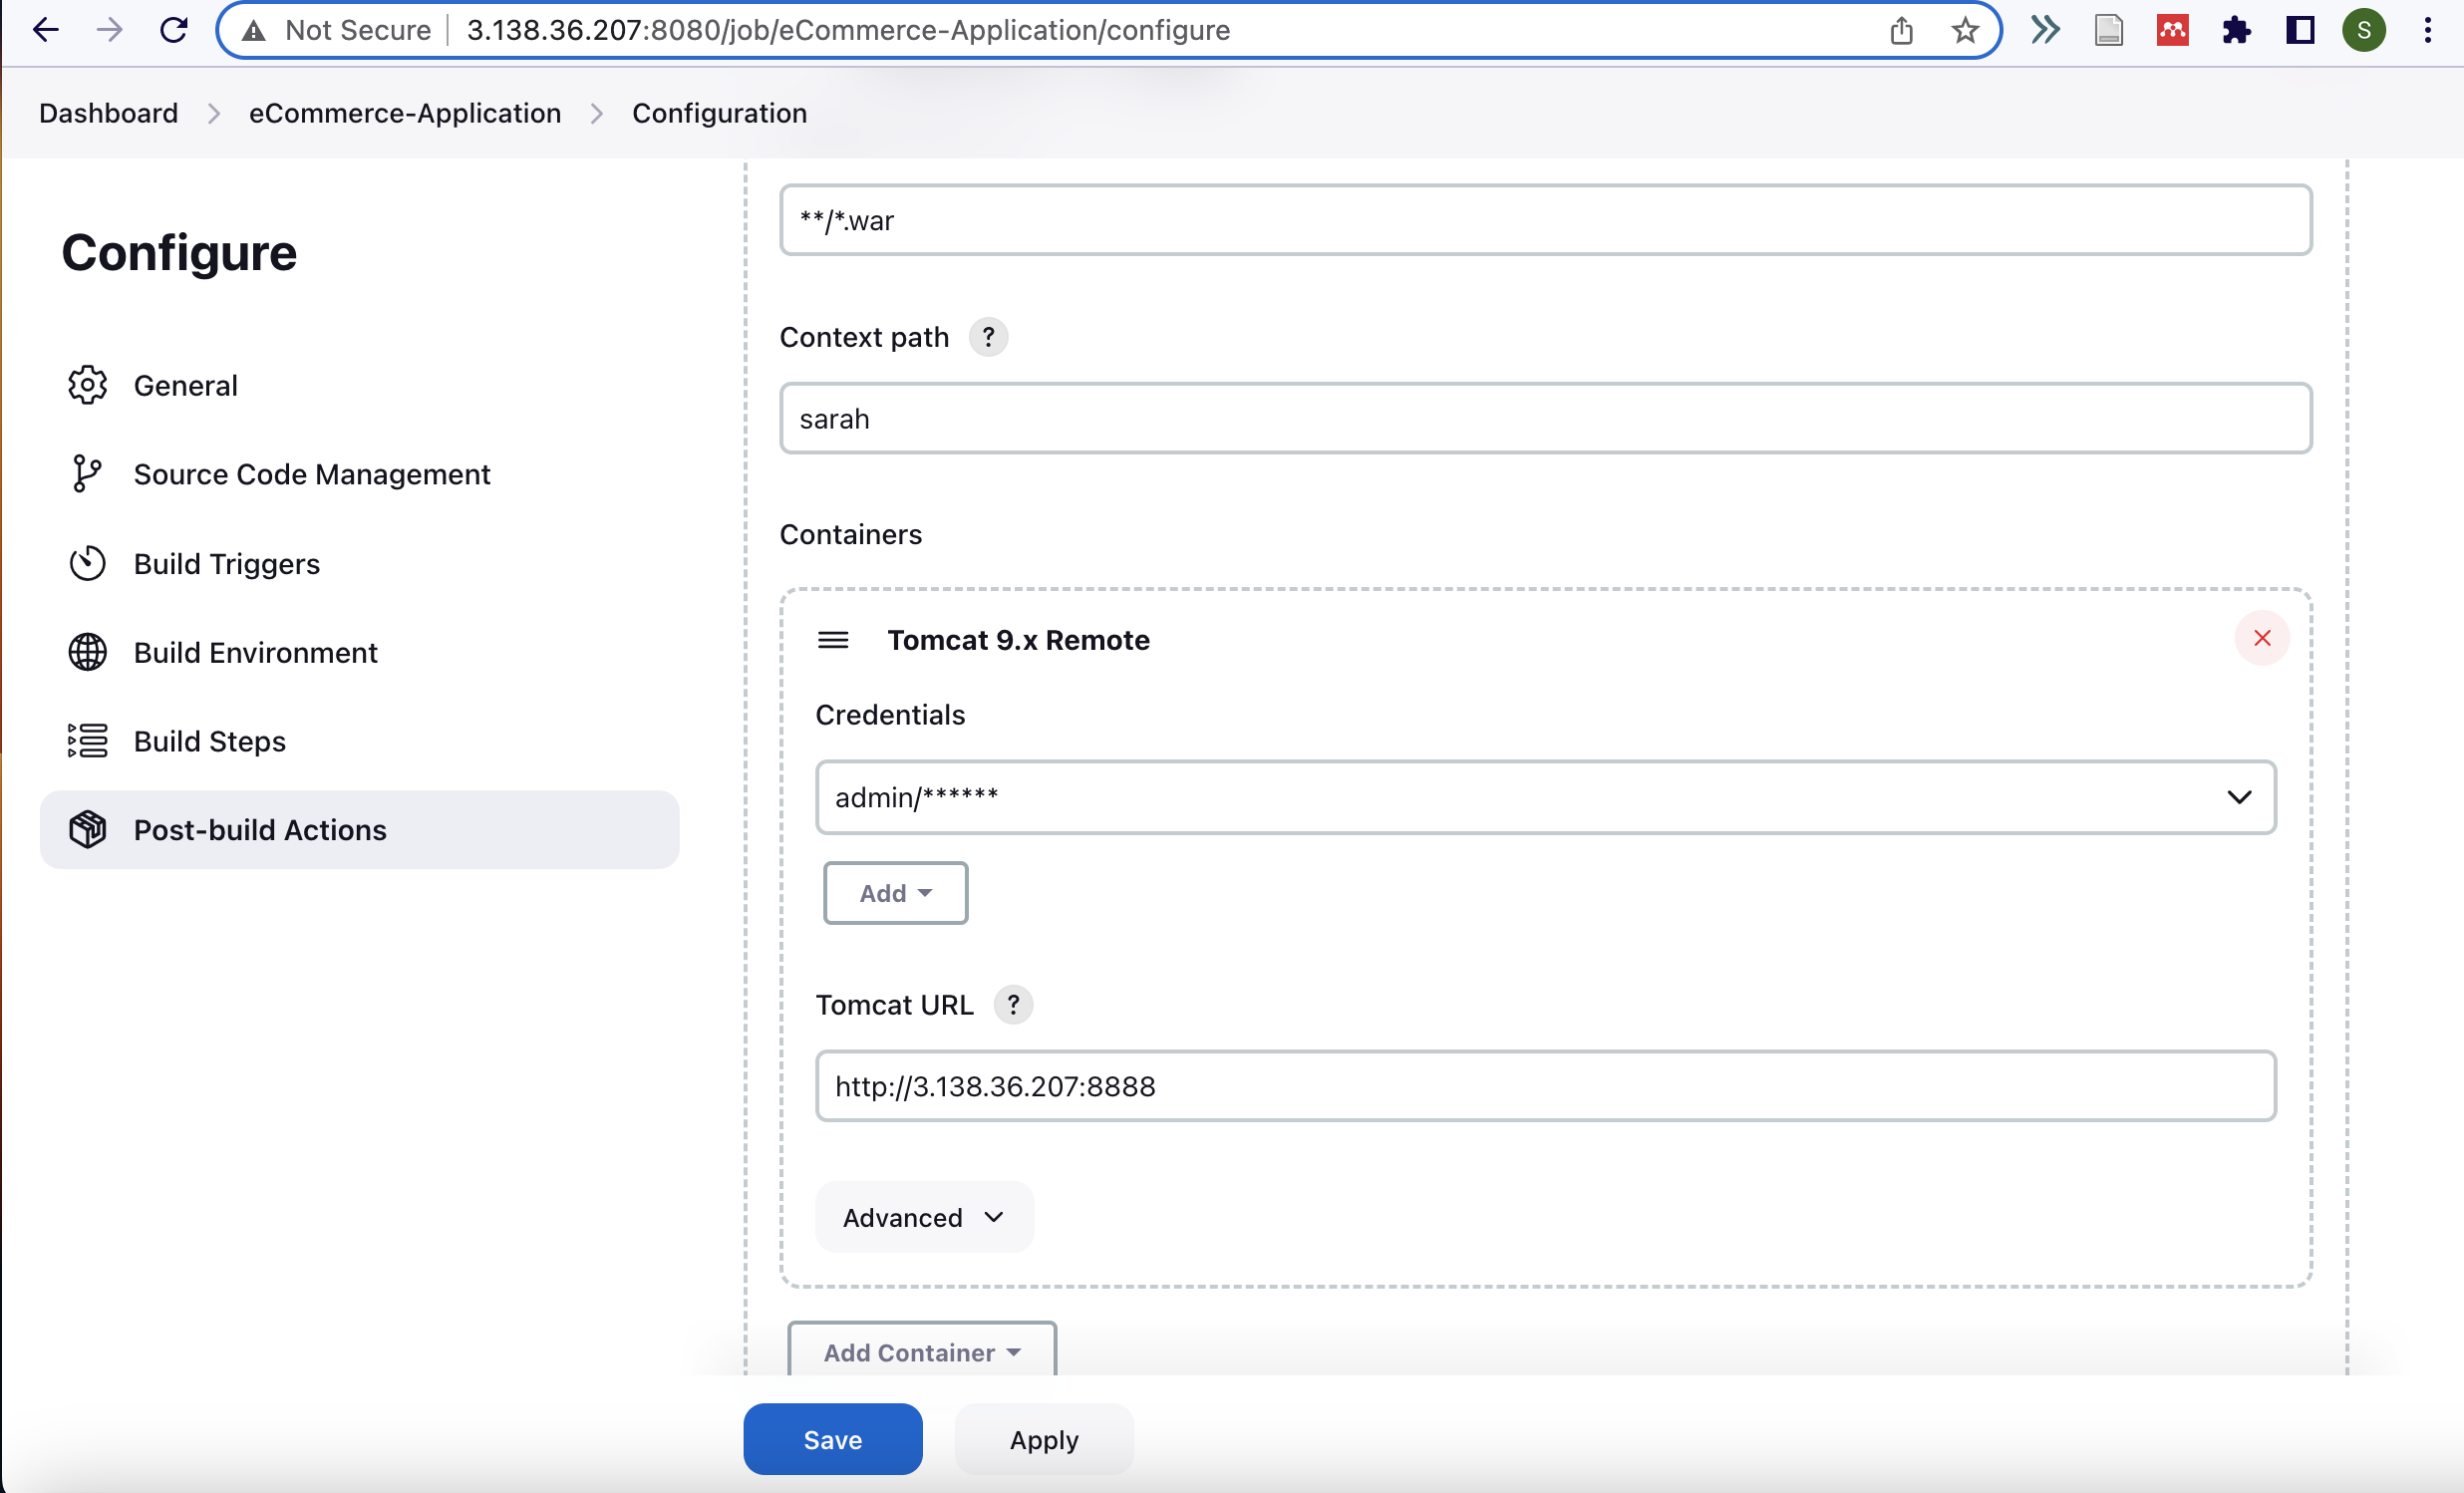 Not Secure 3.138.36.207:8080/job/eCommerce-Application/configure S
Dashboard eCommerce-Application Configuration
Configure
General
Source Code Management
Build Triggers
Build Environment
Build Steps
Post-build Actions
**/*.war
Context path ?
sarah
Containers
Tomcat 9.x Remote
Credentials
admin/******
Add
Tomcat URL ?
http://3.138.36.207:8888
Advanced
Add Container
Save Apply